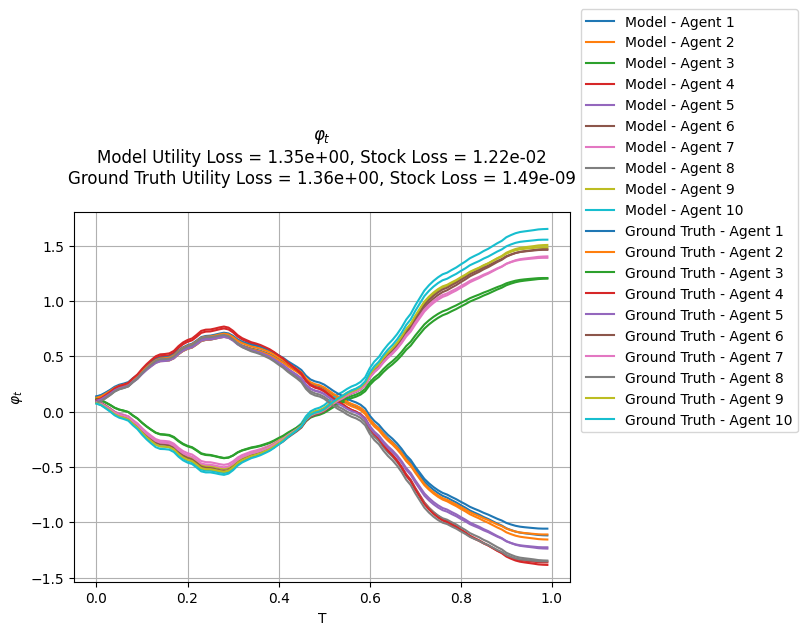 φₜ
Model Utility Loss = 1.35e+00, Stock Loss = 1.22e-02
Ground Truth Utility Loss = 1.36e+00, Stock Loss = 1.49e-09
Model - Agent 1
Model - Agent 2
Model - Agent 3
Model - Agent 4
Model - Agent 5
Model - Agent 6
Model - Agent 7
Model - Agent 8
Model - Agent 9
Model - Agent 10
Ground Truth - Agent 1
Ground Truth - Agent 2
Ground Truth - Agent 3
Ground Truth - Agent 4
Ground Truth - Agent 5
Ground Truth - Agent 6
Ground Truth - Agent 7
Ground Truth - Agent 8
Ground Truth - Agent 9
Ground Truth - Agent 10
φₜ
1.5
1.0
0.5
0.0
−0.5
−1.0
−1.5
0.0 0.2 0.4 0.6 0.8 1.0
T